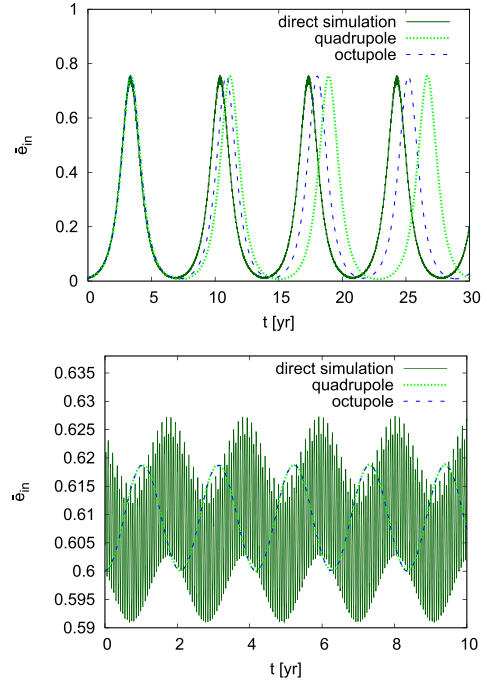 1
0.8
0.6
0.4
0.2
0
ēin
direct simulation
quadrupole
octupole
0 5 10 15 20 25 30
t [yr]
0.635
0.63
0.625
0.62
0.615
0.61
0.605
0.6
0.595
0.59
ēin
direct simulation
quadrupole
octupole
0 2 4 6 8 10
t [yr]